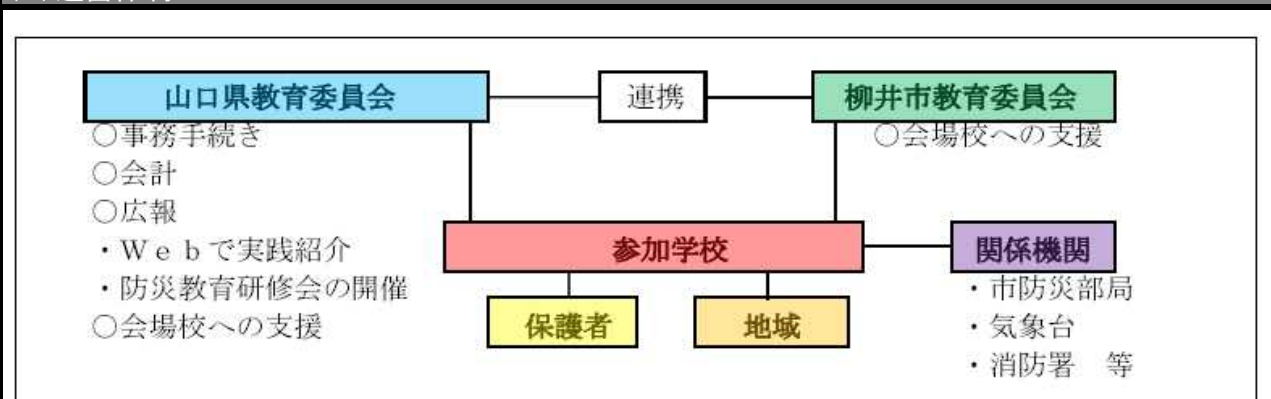 山口県教育委員会
連携
柳井市教育委員会
○事務手続き
○会計
○広報
・Ｗｅｂで実践紹介
・防災教育研修会の開催
○会場校への支援
○会場校への支援
参加学校
関係機関
・市防災部局
・気象台
・消防署　等
保護者
地域